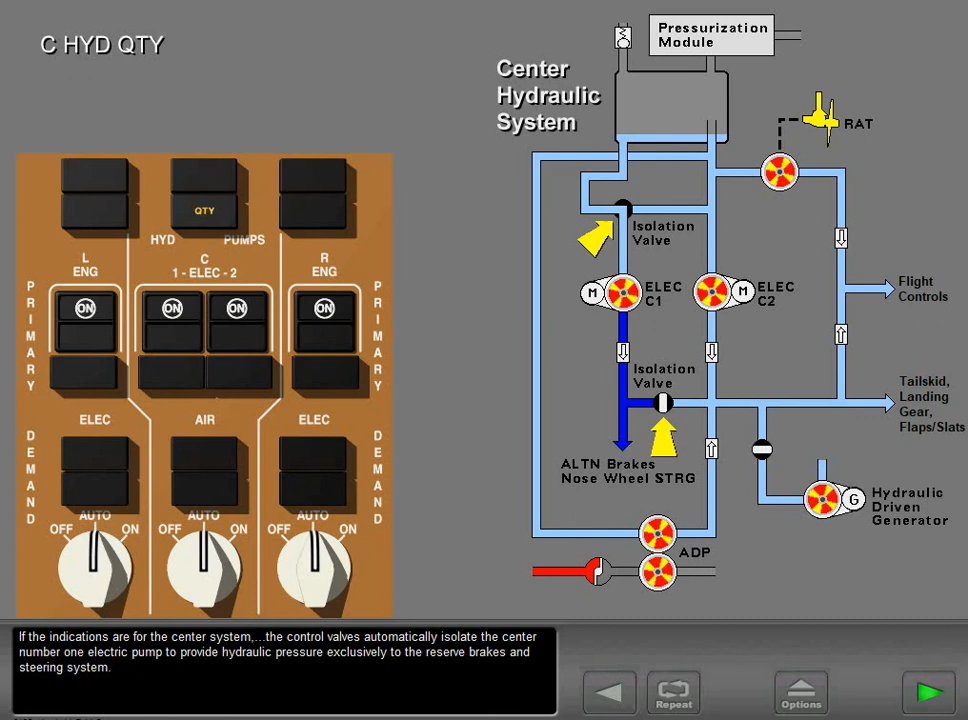 C HYD QTY
QTY
HYD PUMPS
L
ENG
C
1 - ELEC - 2
R
ENG
ON
ON
ON
ON
PRIMARY
PRIMARY
ELEC
AIR
ELEC
DEMAND
DEMAND
AUTO
OFF
ON
AUTO
OFF
ON
AUTO
OFF
ON
Pressurization
Module
Center
Hydraulic
System
RAT
Isolation
Valve
M
ELEC
C1
M
ELEC
C2
Flight
Controls
Isolation
Valve
Tailskid,
Landing
Gear,
Flaps/Slats
ALTN Brakes
Nose Wheel STRG
G
Hydraulic
Driven
Generator
ADP
If the indications are for the center system,...the control valves automatically isolate the center
number one electric pump to provide hydraulic pressure exclusively to the reserve brakes and
steering system.
Repeat
Options